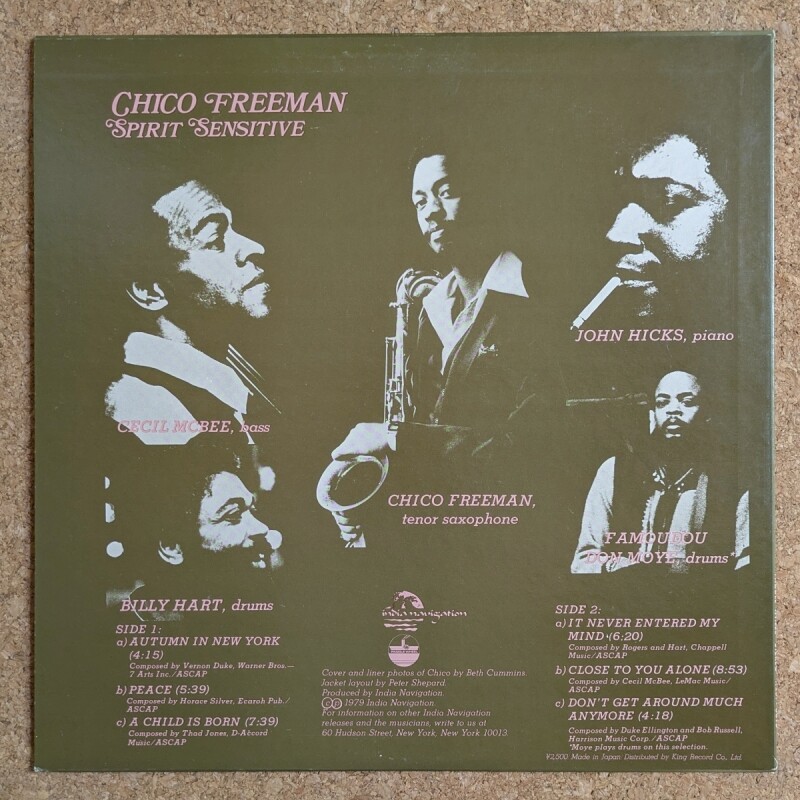 CHICO FREEMAN
SPIRIT SENSITIVE
JOHN HICKS, piano
CECIL MCBEE, bass
CHICO FREEMAN,
tenor saxophone
FAMOUDOU
DON MOYE, drums*
BILLY HART, drums
SIDE 1:
a) AUTUMN IN NEW YORK
(4:15)
Composed by Vernon Duke, Warner Bros.—
7 Arts Inc./ASCAP
b) PEACE (5:39)
Composed by Horace Silver, Ecaroh Pub./
ASCAP
c) A CHILD IS BORN (7:39)
Composed by Thad Jones, D-Accord
Music/ASCAP
india navigation
Cover and liner photos of Chico by Beth Cummins.
Jacket layout by Peter Shepard.
Produced by India Navigation.
©℗ 1979 India Navigation.
For information on other India Navigation
releases and the musicians, write to us at
60 Hudson Street, New York, New York 10013.
SIDE 2:
a) IT NEVER ENTERED MY
MIND (6:20)
Composed by Rogers and Hart, Chappell
Music/ASCAP
b) CLOSE TO YOU ALONE (8:53)
Composed by Cecil McBee, LeMac Music/
ASCAP
c) DON'T GET AROUND MUCH
ANYMORE (4:18)
Composed by Duke Ellington and Bob Russell,
Harrison Music Corp./ASCAP
*Moye plays drums on this selection.
¥2,500 Made in Japan Distributed by King Record Co., Ltd.